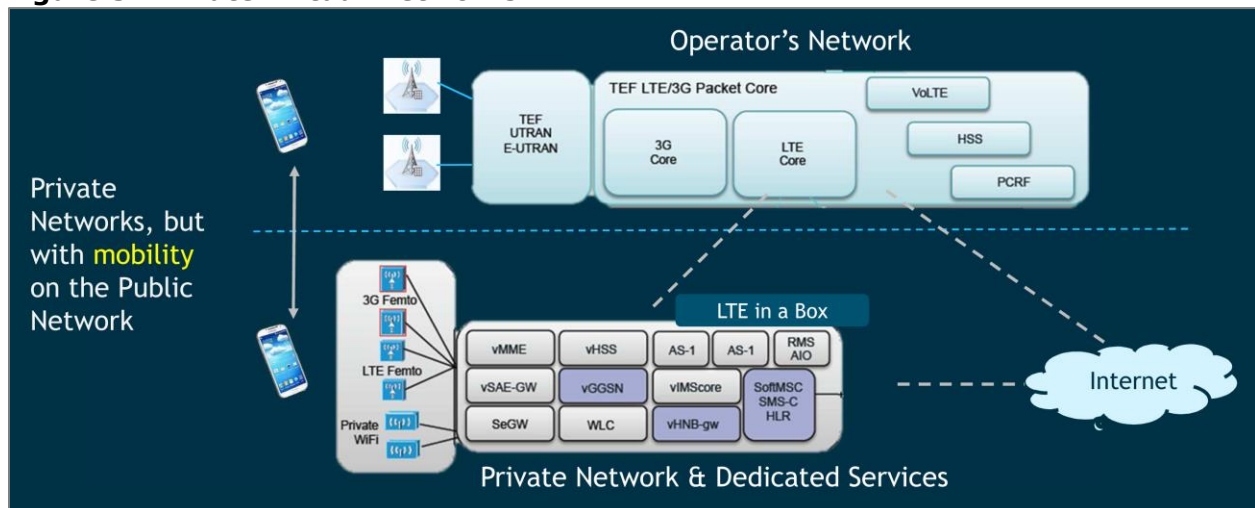 Operator's Network
TEF LTE/3G Packet Core
VoLTE
TEF
UTRAN
E-UTRAN
3G
Core
LTE
Core
HSS
PCRF
Private
Networks, but
with mobility
on the Public
Network
3G Femto
LTE Femto
Private
WiFi
LTE in a Box
vMME
vHSS
AS-1
AS-1
RMS
AIO
vSAE-GW
vGGSN
vIMScore
SoftMSC
SMS-C
HLR
SeGW
WLC
vHNB-gw
Internet
Private Network & Dedicated Services